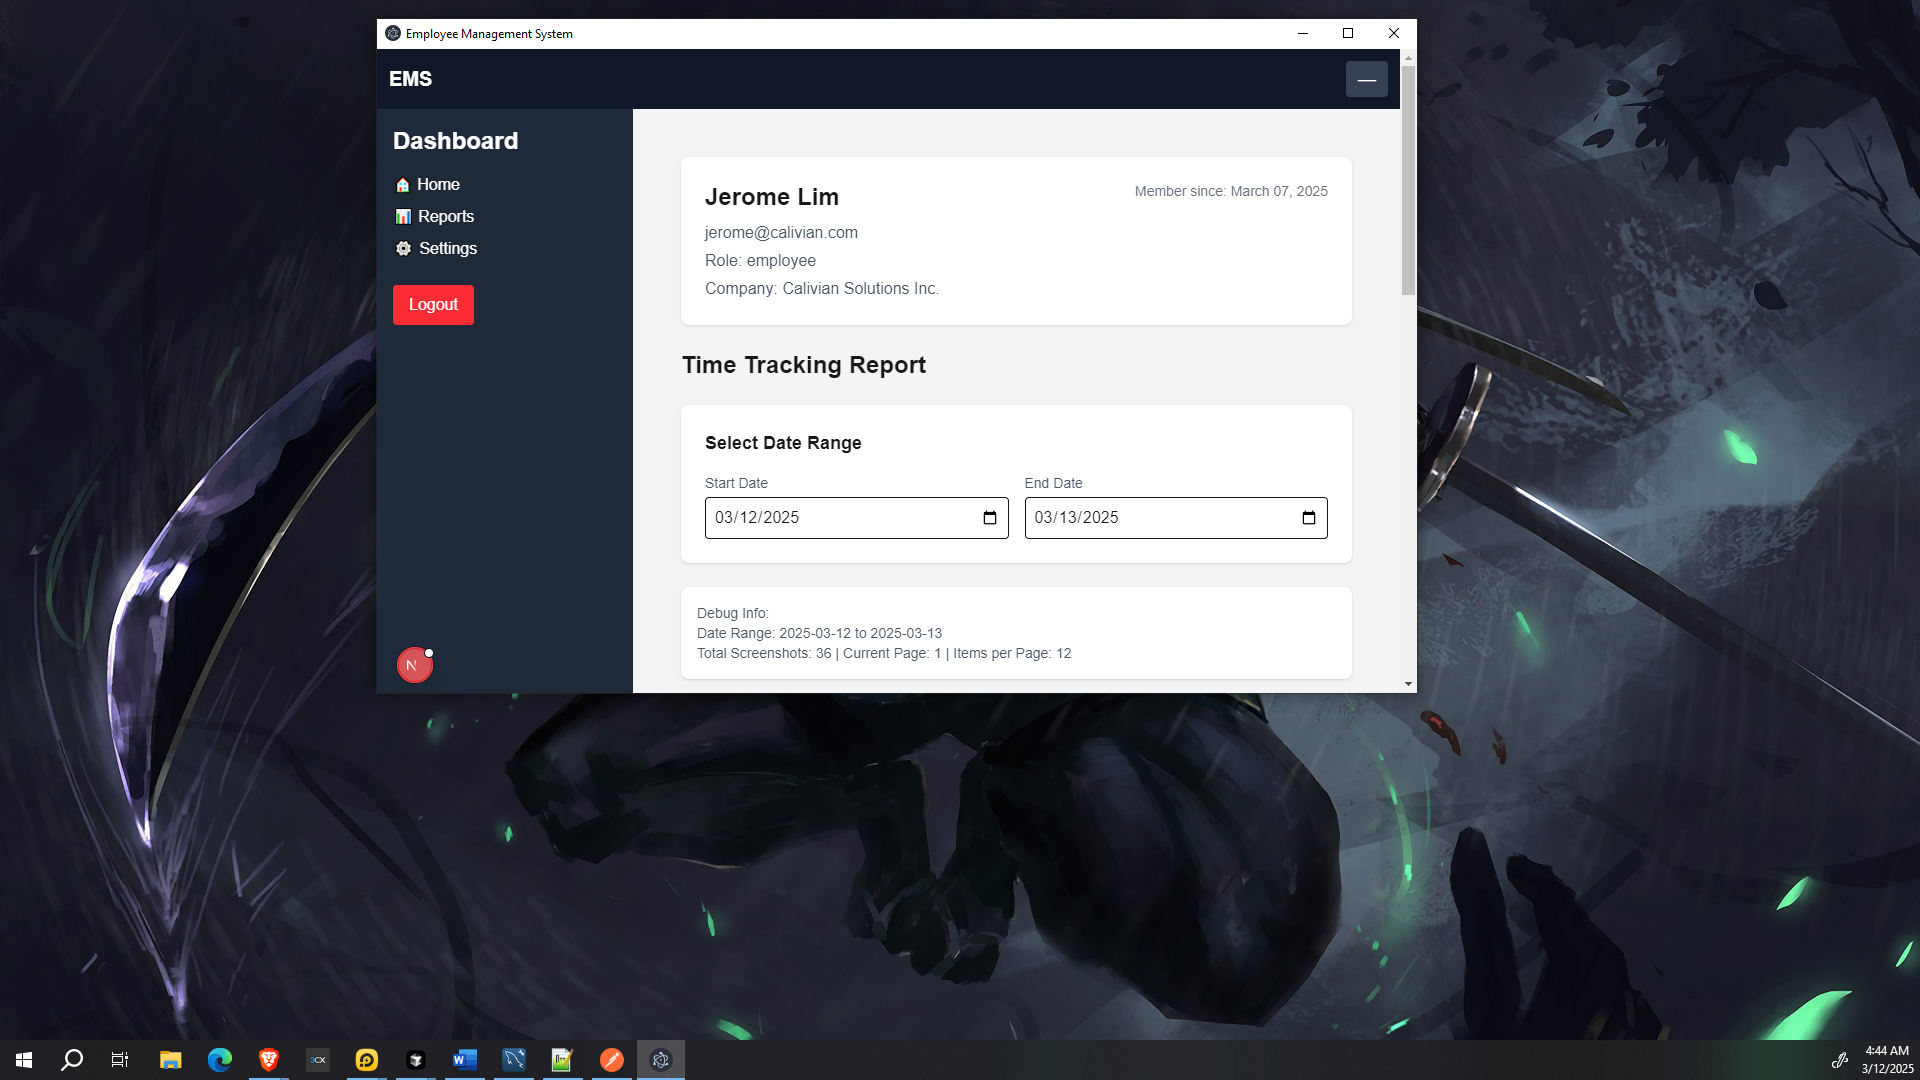 Employee Management System
EMS
—
Dashboard
Home
Reports
Settings
Logout
N
Jerome Lim
Member since: March 07, 2025
jerome@calivian.com
Role: employee
Company: Calivian Solutions Inc.
Time Tracking Report
Select Date Range
Start Date
End Date
03/12/2025
03/13/2025
Debug Info:
Date Range: 2025-03-12 to 2025-03-13
Total Screenshots: 36 | Current Page: 1 | Items per Page: 12
3CX
W
4:44 AM
3/12/2025